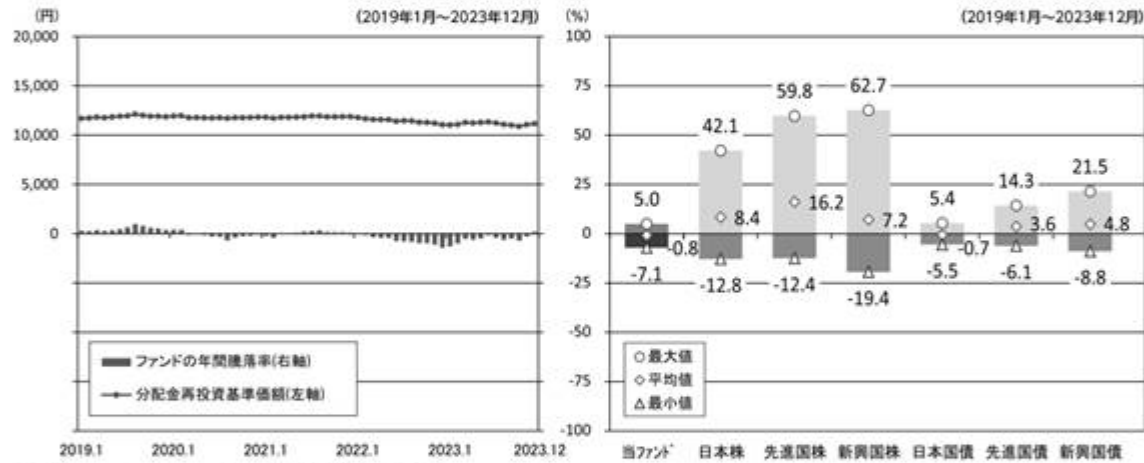 (円)
(2019年1月～2023年12月)
20,000
15,000
10,000
5,000
0
ファンドの年間騰落率(右軸)
分配金再投資基準価額(左軸)
2019.1
2020.1
2021.1
2022.1
2023.1
2023.12
(%)
(2019年1月～2023年12月)
100
75
50
25
0
-25
-50
-75
-100
5.0
-0.8
-7.1
42.1
8.4
-12.8
59.8
16.2
-12.4
62.7
7.2
-19.4
5.4
-0.7
-5.5
14.3
3.6
-6.1
21.5
4.8
-8.8
最大値
平均値
最小値
当ファンド
日本株
先進国株
新興国株
日本国債
先進国債
新興国債